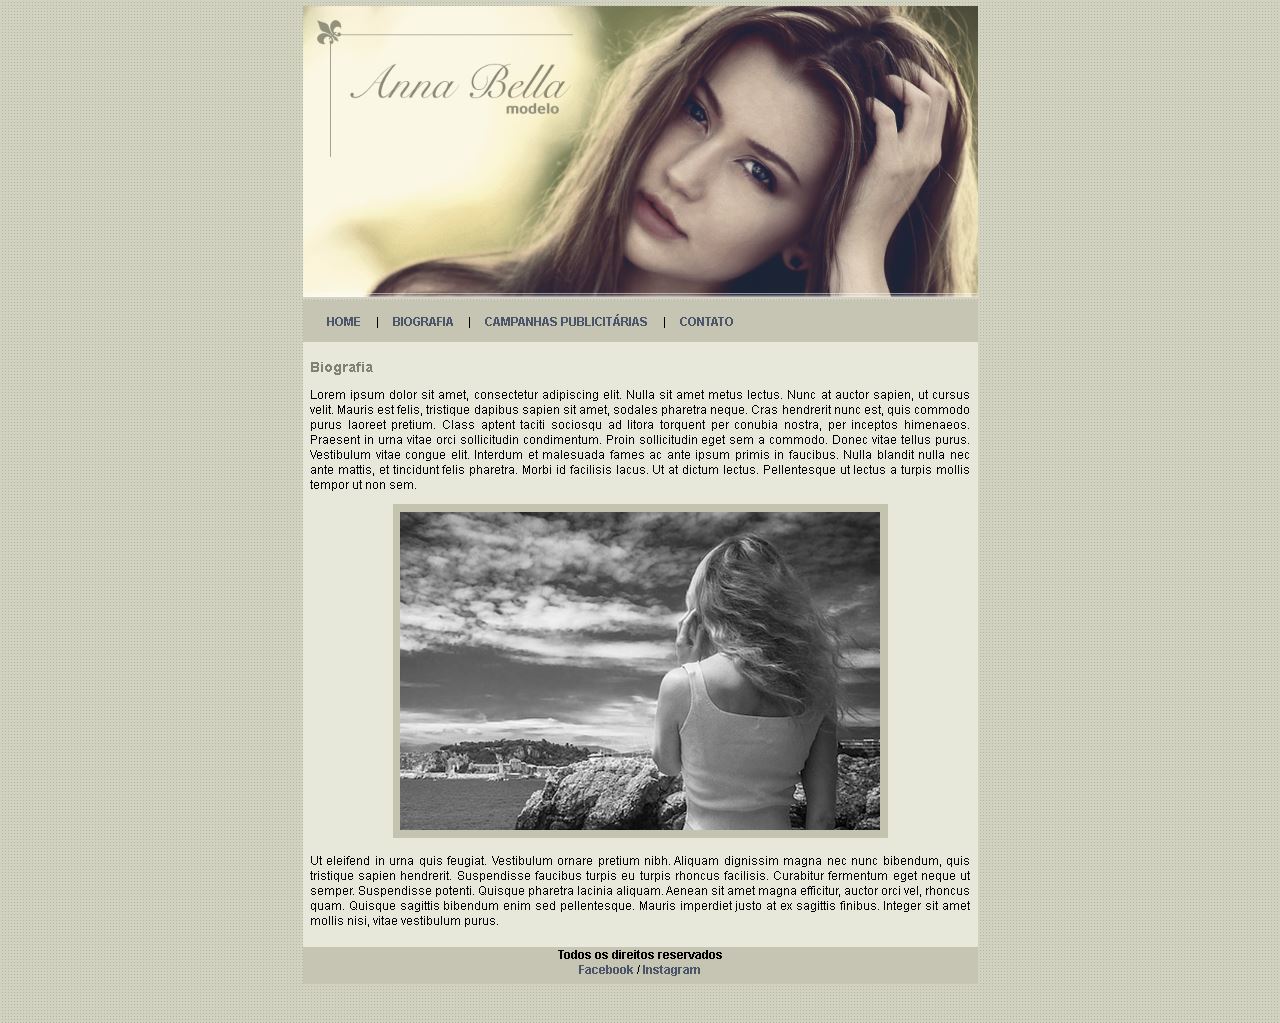 Anna Bella
modelo
HOME | BIOGRAFIA | CAMPANHAS PUBLICITÁRIAS | CONTATO
Biografia
Lorem ipsum dolor sit amet, consectetur adipiscing elit. Nulla sit amet metus lectus. Nunc at auctor sapien, ut cursus
velit. Mauris est felis, tristique dapibus sapien sit amet, sodales pharetra neque. Cras hendrerit nunc est, quis commodo
purus laoreet pretium. Class aptent taciti sociosqu ad litora torquent per conubia nostra, per inceptos himenaeos.
Praesent in urna vitae orci sollicitudin condimentum. Proin sollicitudin eget sem a commodo. Donec vitae tellus purus.
Vestibulum vitae congue elit. Interdum et malesuada fames ac ante ipsum primis in faucibus. Nulla blandit nulla nec
ante mattis, et tincidunt felis pharetra. Morbi id facilisis lacus. Ut at dictum lectus. Pellentesque ut lectus a turpis mollis
tempor ut non sem.
Ut eleifend in urna quis feugiat. Vestibulum ornare pretium nibh. Aliquam dignissim magna nec nunc bibendum, quis
tristique sapien hendrerit. Suspendisse faucibus turpis eu turpis rhoncus facilisis. Curabitur fermentum eget neque ut
semper. Suspendisse potenti. Quisque pharetra lacinia aliquam. Aenean sit amet magna efficitur, auctor orci vel, rhoncus
quam. Quisque sagittis bibendum enim sed pellentesque. Mauris imperdiet justo at ex sagittis finibus. Integer sit amet
mollis nisi, vitae vestibulum purus.
Todos os direitos reservados
Facebook / Instagram